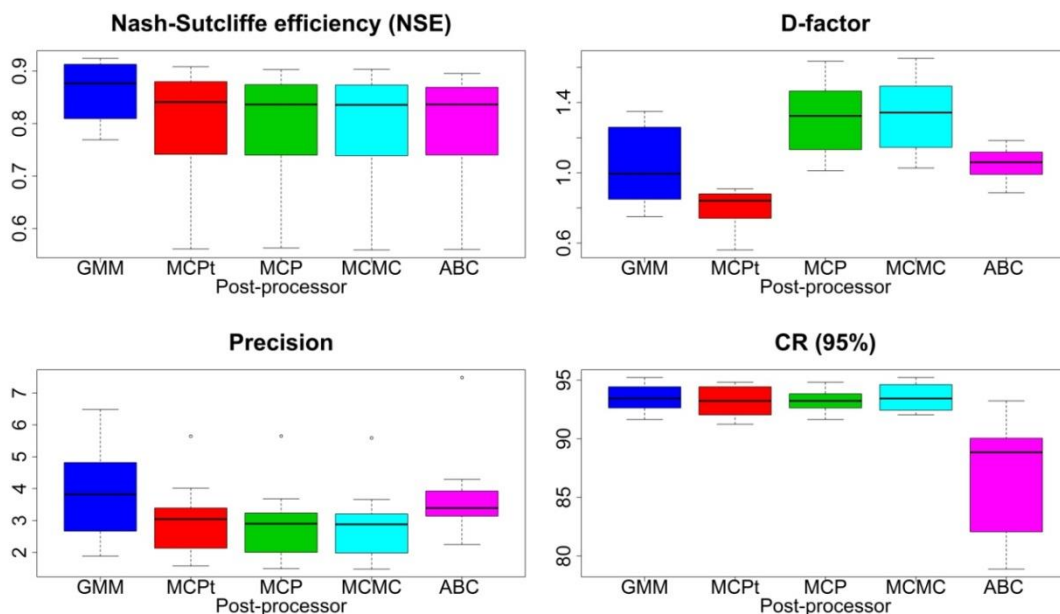 Nash-Sutcliffe efficiency (NSE)
0.9
0.8
0.7
0.6
GMM MCPt MCP MCMC ABC
Post-processor
D-factor
1.4
1.0
0.6
GMM MCPt MCP MCMC ABC
Post-processor
Precision
7
6
5
4
3
2
GMM MCPt MCP MCMC ABC
Post-processor
CR (95%)
95
90
85
80
GMM MCPt MCP MCMC ABC
Post-processor